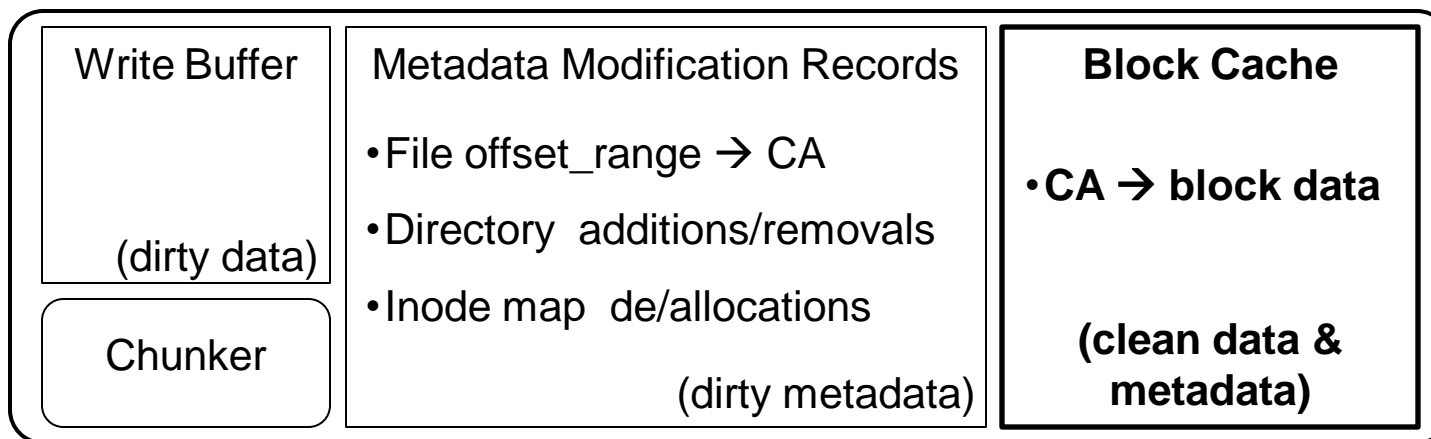 Write Buffer
(dirty data)
Chunker
Metadata Modification Records
•File offset_range → CA
•Directory additions/removals
•Inode map de/allocations
(dirty metadata)
Block Cache
•CA → block data
(clean data &
metadata)